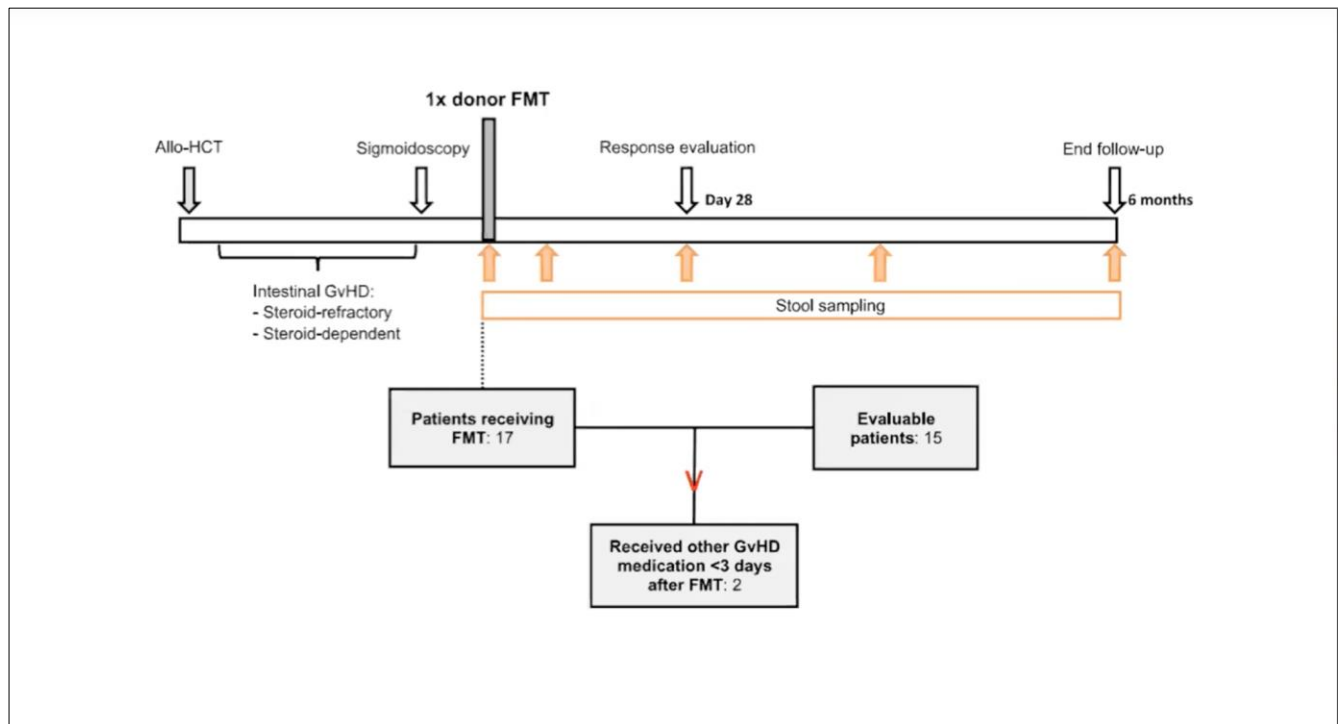 1x donor FMT
Allo-HCT
Sigmoidoscopy
Response evaluation
End follow-up
Day 28
6 months
Intestinal GvHD:
- Steroid-refractory
- Steroid-dependent
Stool sampling
Patients receiving
FMT: 17
Evaluable
patients: 15
Received other GvHD
medication <3 days
after FMT: 2